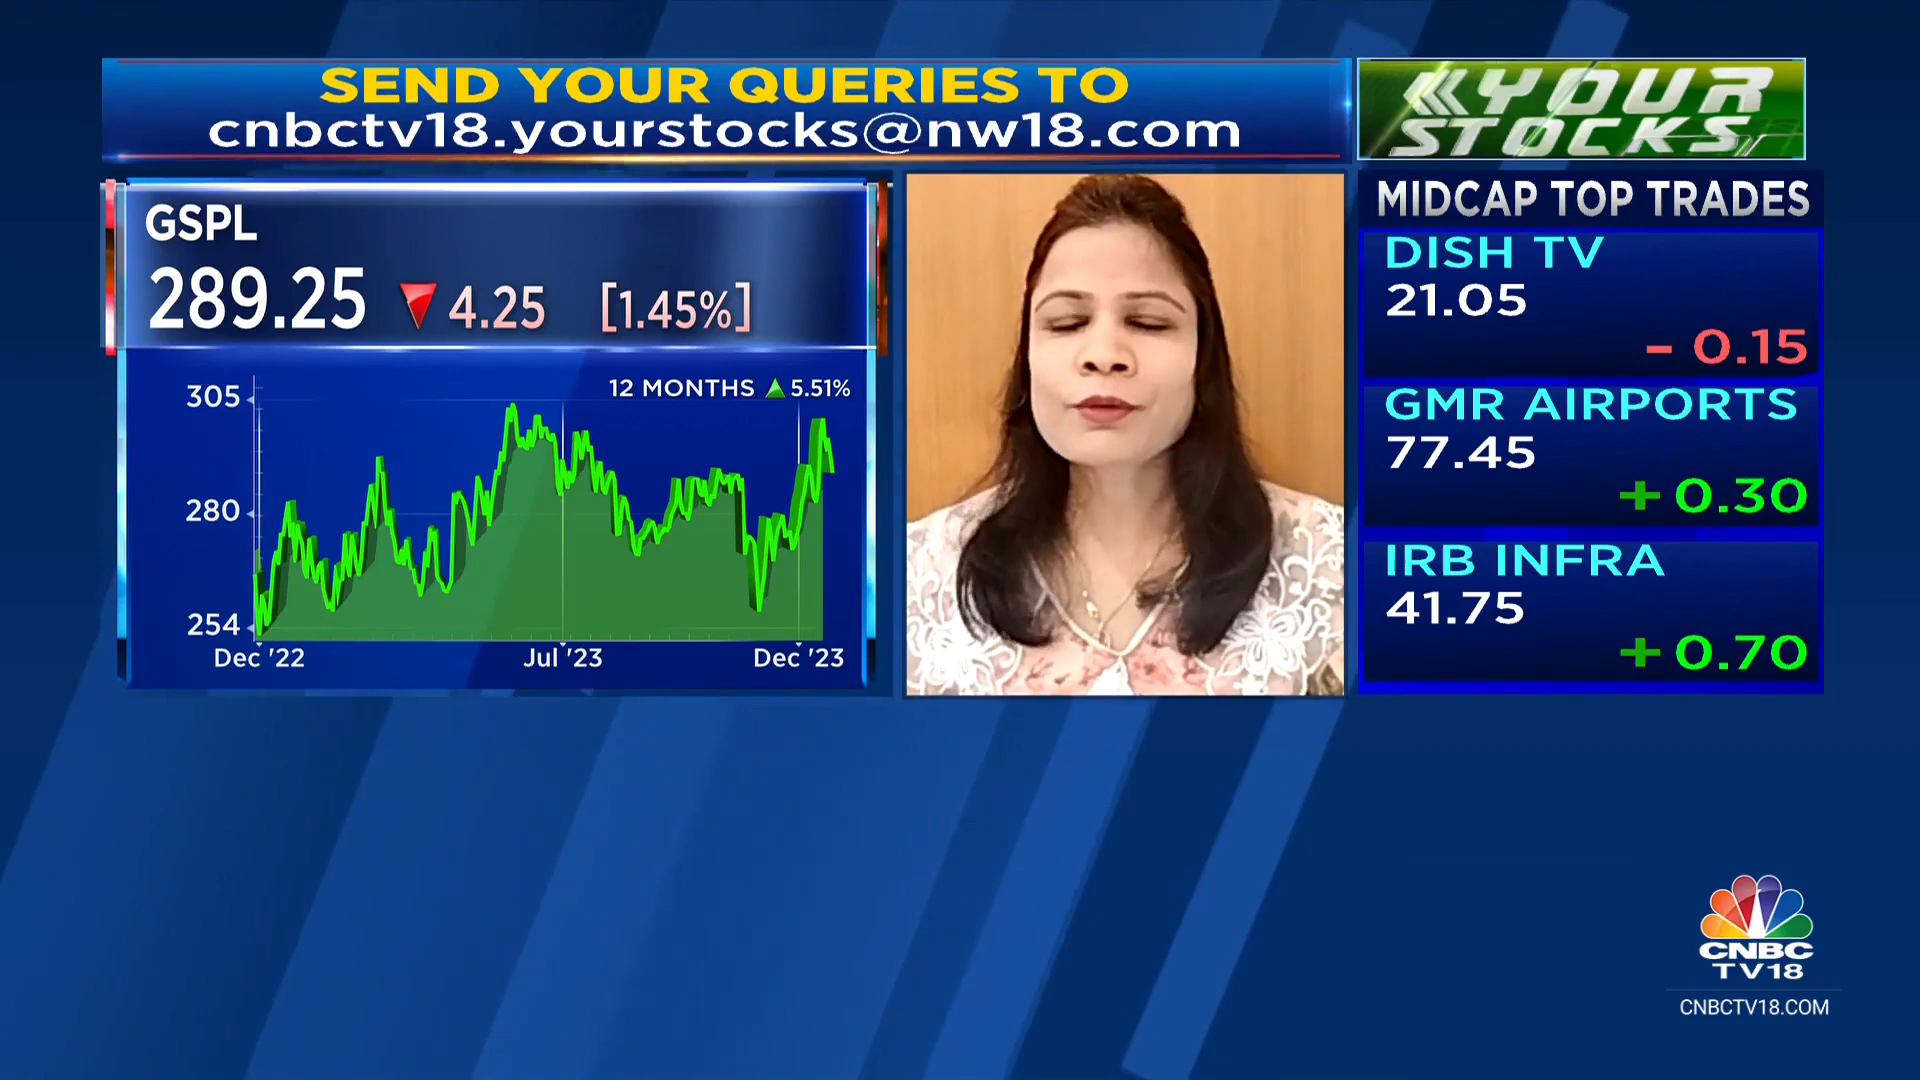 SEND YOUR QUERIES TO
cnbctv18.yourstocks@nw18.com
YOUR
STOCKS
GSPL
289.25 ▼ 4.25 [1.45%]
12 MONTHS ▲ 5.51%
305
280
254
Dec '22 Jul '23 Dec '23
MIDCAP TOP TRADES
DISH TV
21.05
- 0.15
GMR AIRPORTS
77.45
+ 0.30
IRB INFRA
41.75
+ 0.70
CNBC
TV18
CNBCTV18.COM